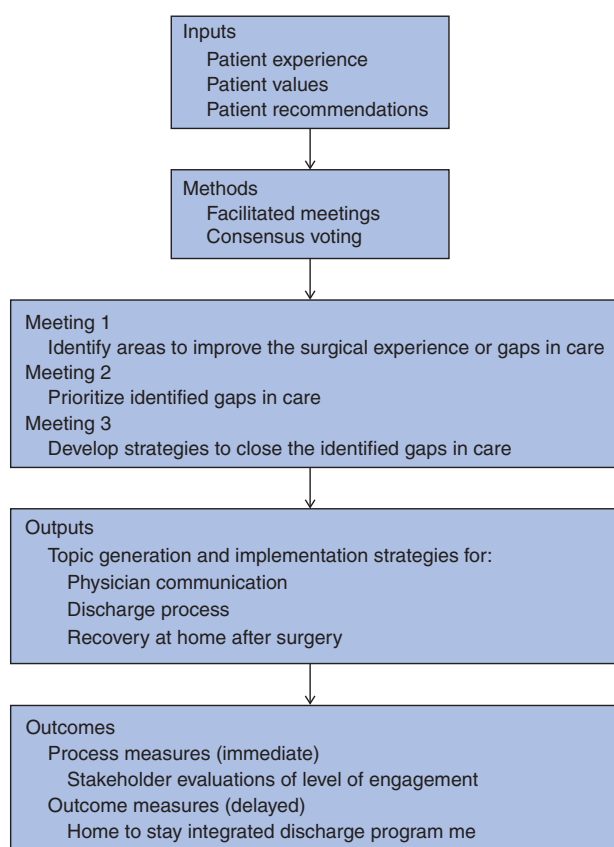 Inputs
Patient experience
Patient values
Patient recommendations
Methods
Facilitated meetings
Consensus voting
Meeting 1
Identify areas to improve the surgical experience or gaps in care
Meeting 2
Prioritize identified gaps in care
Meeting 3
Develop strategies to close the identified gaps in care
Outputs
Topic generation and implementation strategies for:
Physician communication
Discharge process
Recovery at home after surgery
Outcomes
Process measures (immediate)
Stakeholder evaluations of level of engagement
Outcome measures (delayed)
Home to stay integrated discharge program me